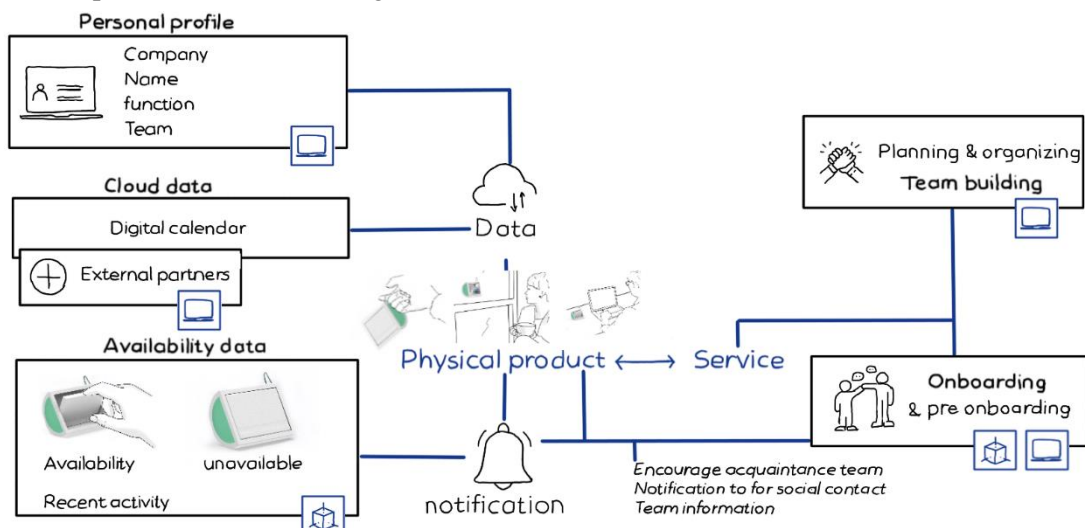 Personal profile
Company
Name
function
Team
Cloud data
Digital calendar
External partners
Data
Availability data
Availability
unavailable
Recent activity
Physical product
Service
notification
Planning & organizing
Team building
Onboarding
& pre onboarding
Encourage acquaintance team
Notification to for social contact
Team information